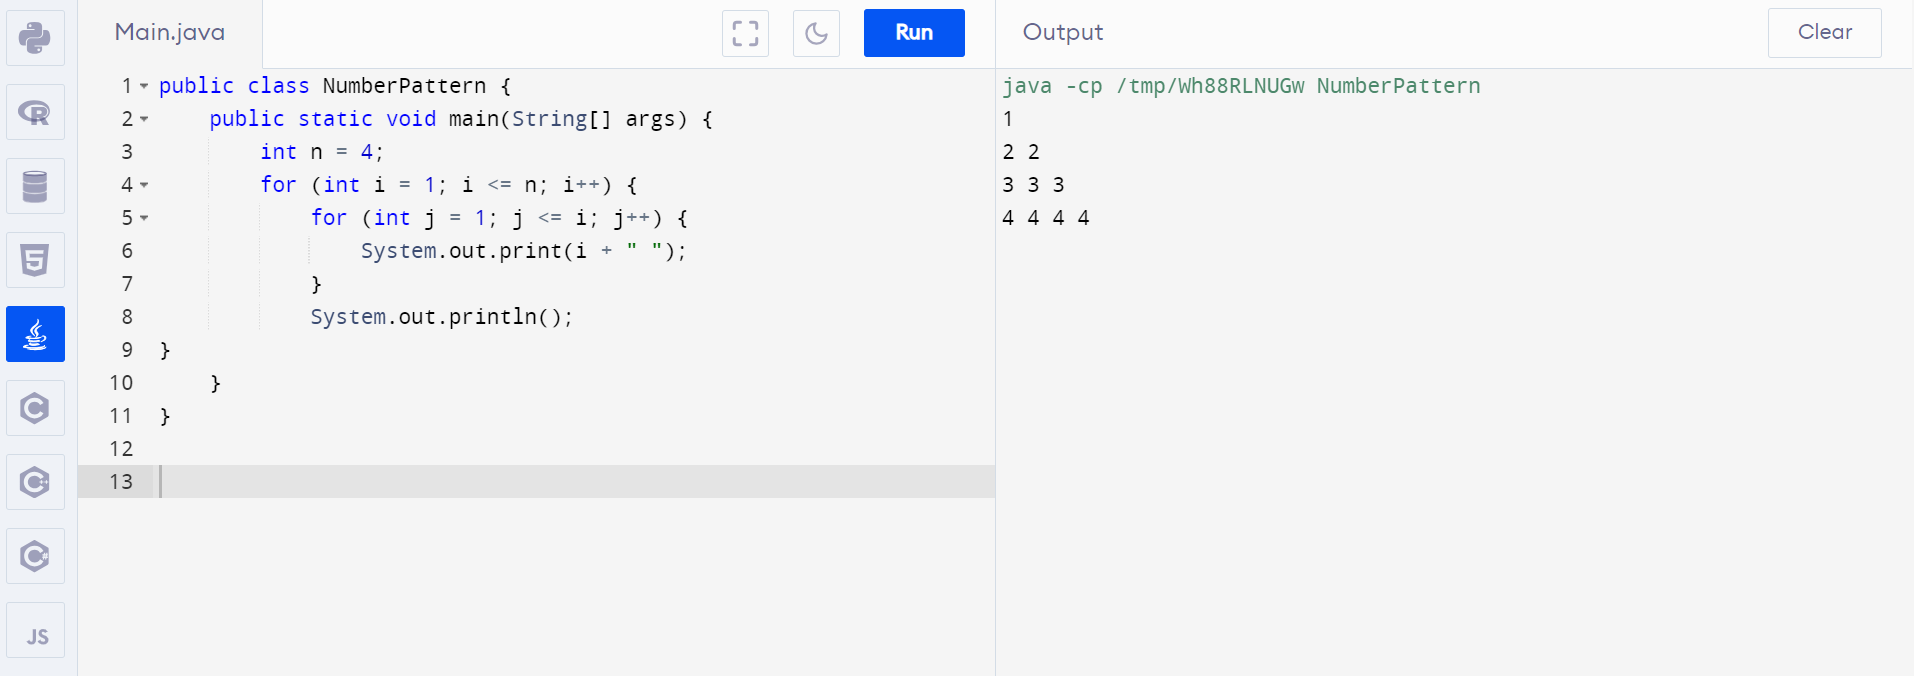 Main.java
Run
1 public class NumberPattern {
2     public static void main(String[] args) {
3         int n = 4;
4         for (int i = 1; i <= n; i++) {
5             for (int j = 1; j <= i; j++) {
6                 System.out.print(i + " ");
7             }
8             System.out.println();
9 }
10     }
11 }
12
13
Output
Clear
java -cp /tmp/Wh88RLNUGw NumberPattern
1
2 2
3 3 3
4 4 4 4
R
5
C
C
C#
JS